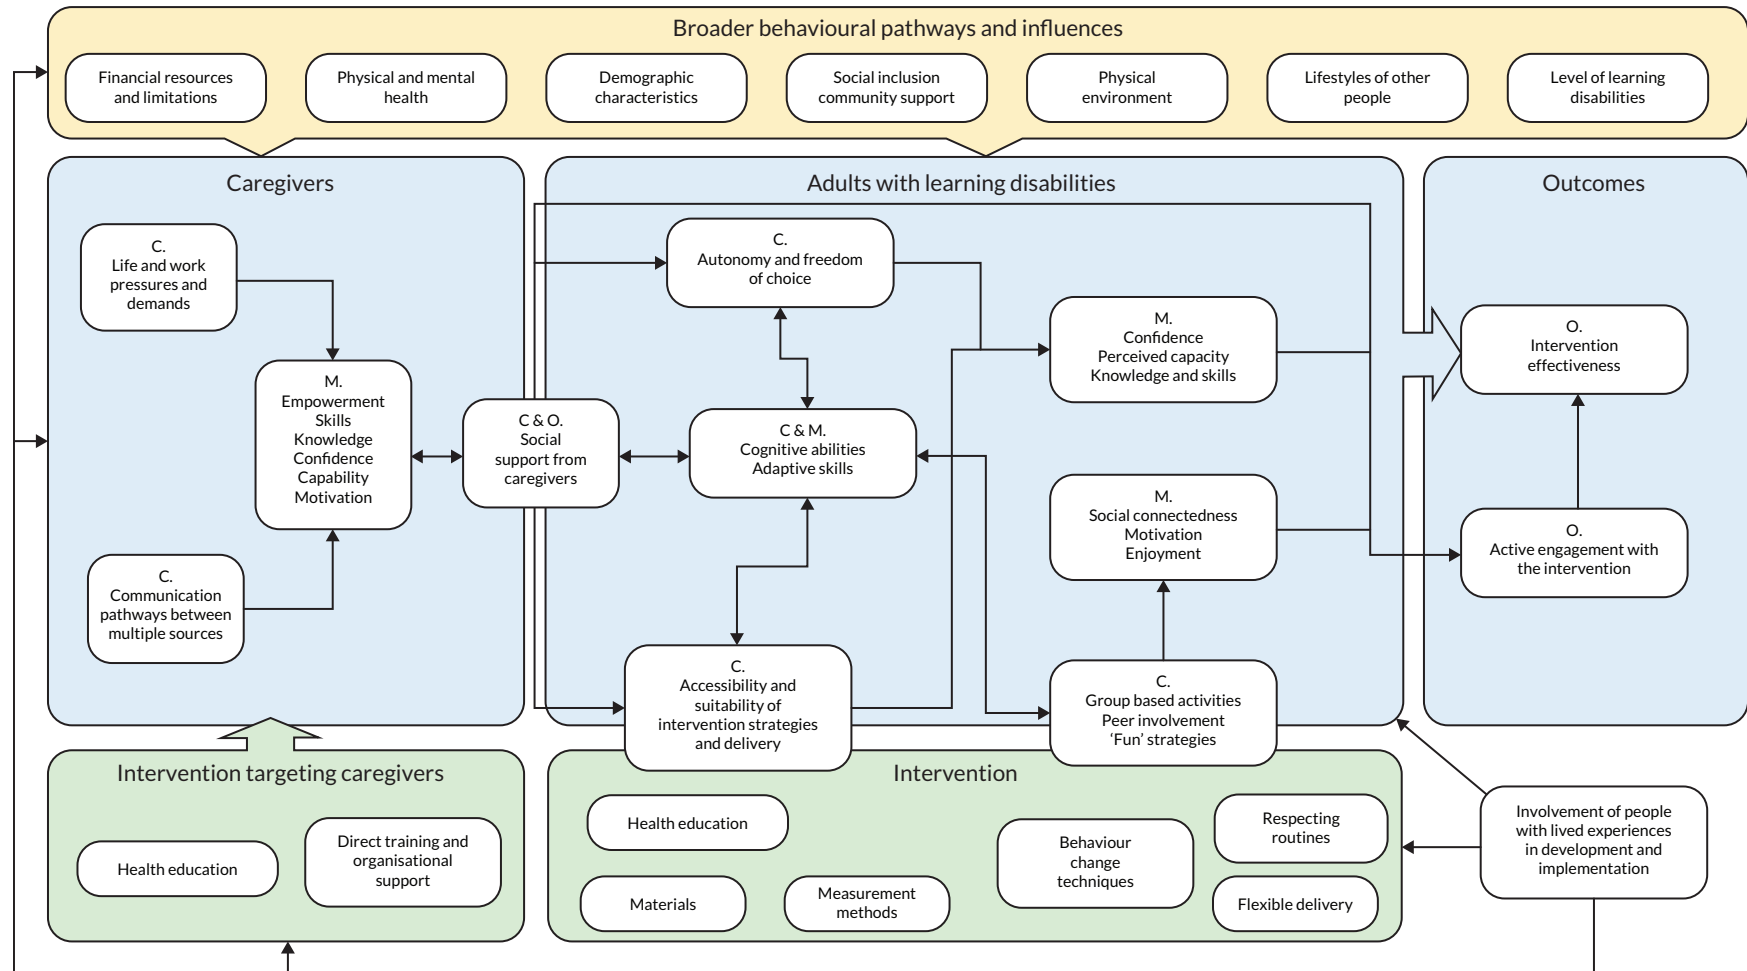 Broader behavioural pathways and influences
Financial resources
and limitations
Physical and mental
health
Demographic
characteristics
Social inclusion
community support
Physical
environment
Lifestyles of other
people
Level of learning
disabilities
Caregivers
C.
Life and work
pressures and
demands
M.
Empowerment
Skills
Knowledge
Confidence
Capability
Motivation
C.
Communication
pathways between
multiple sources
C & O.
Social
support from
caregivers
Adults with learning disabilities
C.
Autonomy and freedom
of choice
C & M.
Cognitive abilities
Adaptive skills
C.
Accessibility and
suitability of
intervention strategies
and delivery
M.
Confidence
Perceived capacity
Knowledge and skills
M.
Social connectedness
Motivation
Enjoyment
C.
Group based activities
Peer involvement
‘Fun’ strategies
Outcomes
O.
Intervention
effectiveness
O.
Active engagement with
the intervention
Intervention targeting caregivers
Health education
Direct training and
organisational
support
Intervention
Health education
Materials
Measurement
methods
Behaviour
change
techniques
Respecting
routines
Flexible delivery
Involvement of people
with lived experiences
in development and
implementation